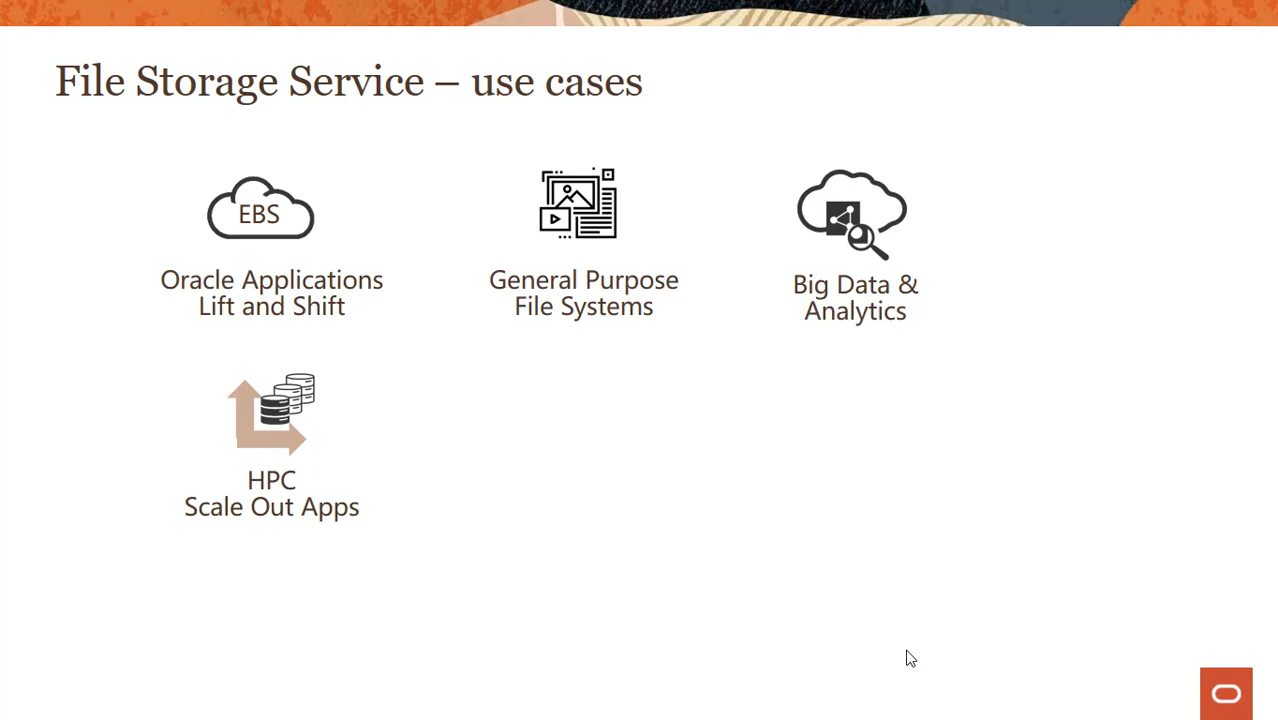 File Storage Service – use cases
EBS
Oracle Applications
Lift and Shift
General Purpose
File Systems
Big Data &
Analytics
HPC
Scale Out Apps